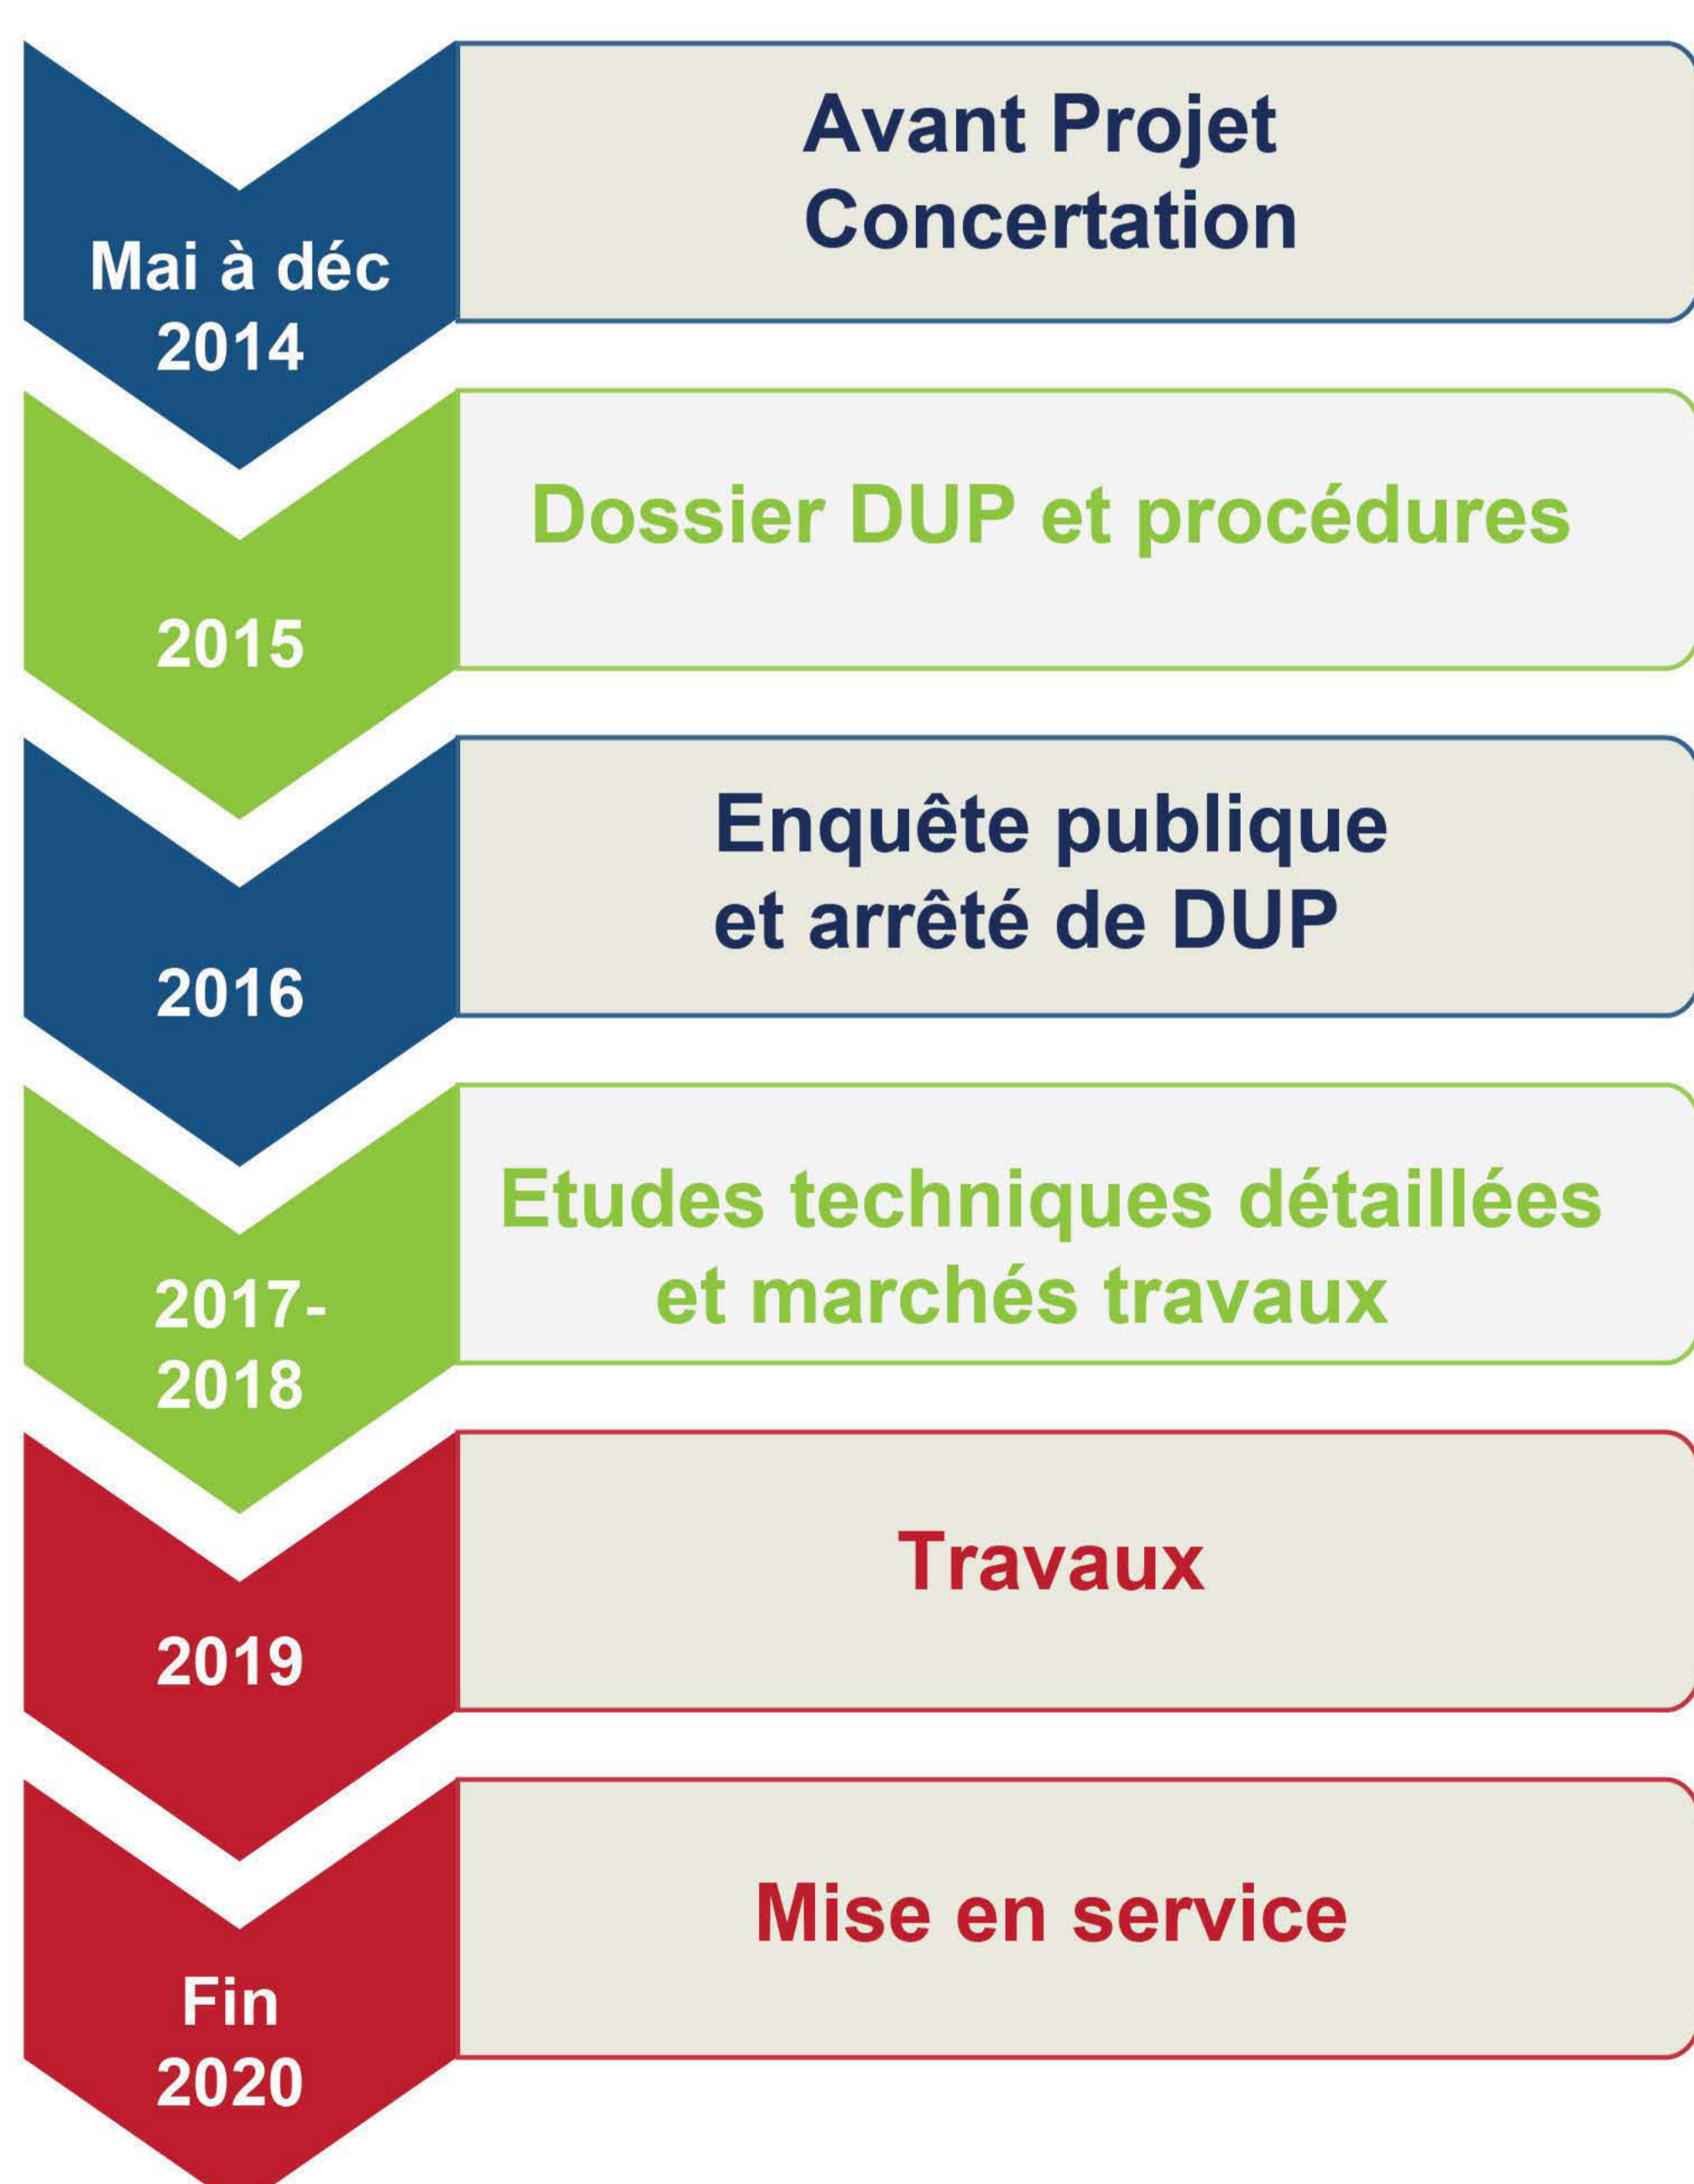 Avant Projet
Concertation
Mai à déc
2014
Dossier DUP et procédures
2015
Enquête publique
et arrêté de DUP
2016
Etudes techniques détaillées
et marchés travaux
2017-
2018
Travaux
2019
Mise en service
Fin
2020